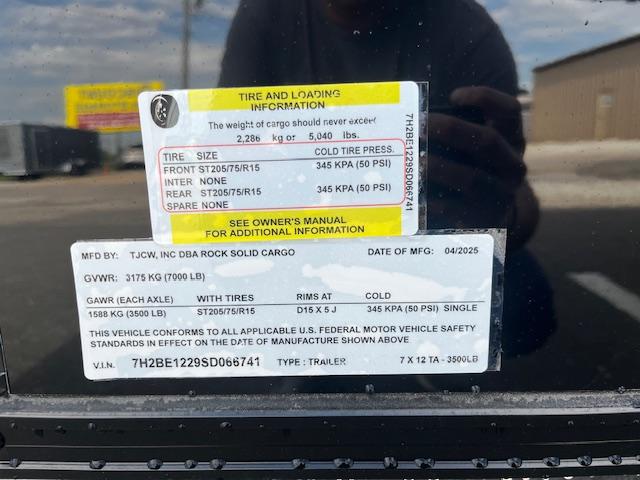 TIRE AND LOADING
INFORMATION
The weight of cargo should never exceed
2,286 kg or 5,040 lbs.
TIRE SIZE COLD TIRE PRESS.
FRONT ST205/75/R15 345 KPA (50 PSI)
INTER NONE
REAR ST205/75/R15 345 KPA (50 PSI)
SPARE NONE
7H2BE1229SD066741
SEE OWNER'S MANUAL
FOR ADDITIONAL INFORMATION
MFD BY: TJCW, INC DBA ROCK SOLID CARGO DATE OF MFG: 04/2025
GVWR: 3175 KG (7000 LB)
GAWR (EACH AXLE) WITH TIRES RIMS AT COLD
1588 KG (3500 LB) ST205/75/R15 D15 X 5 J 345 KPA (50 PSI) SINGLE
THIS VEHICLE CONFORMS TO ALL APPLICABLE U.S. FEDERAL MOTOR VEHICLE SAFETY
STANDARDS IN EFFECT ON THE DATE OF MANUFACTURE SHOWN ABOVE
V.I.N. 7H2BE1229SD066741 TYPE : TRAILER 7 X 12 TA - 3500LB